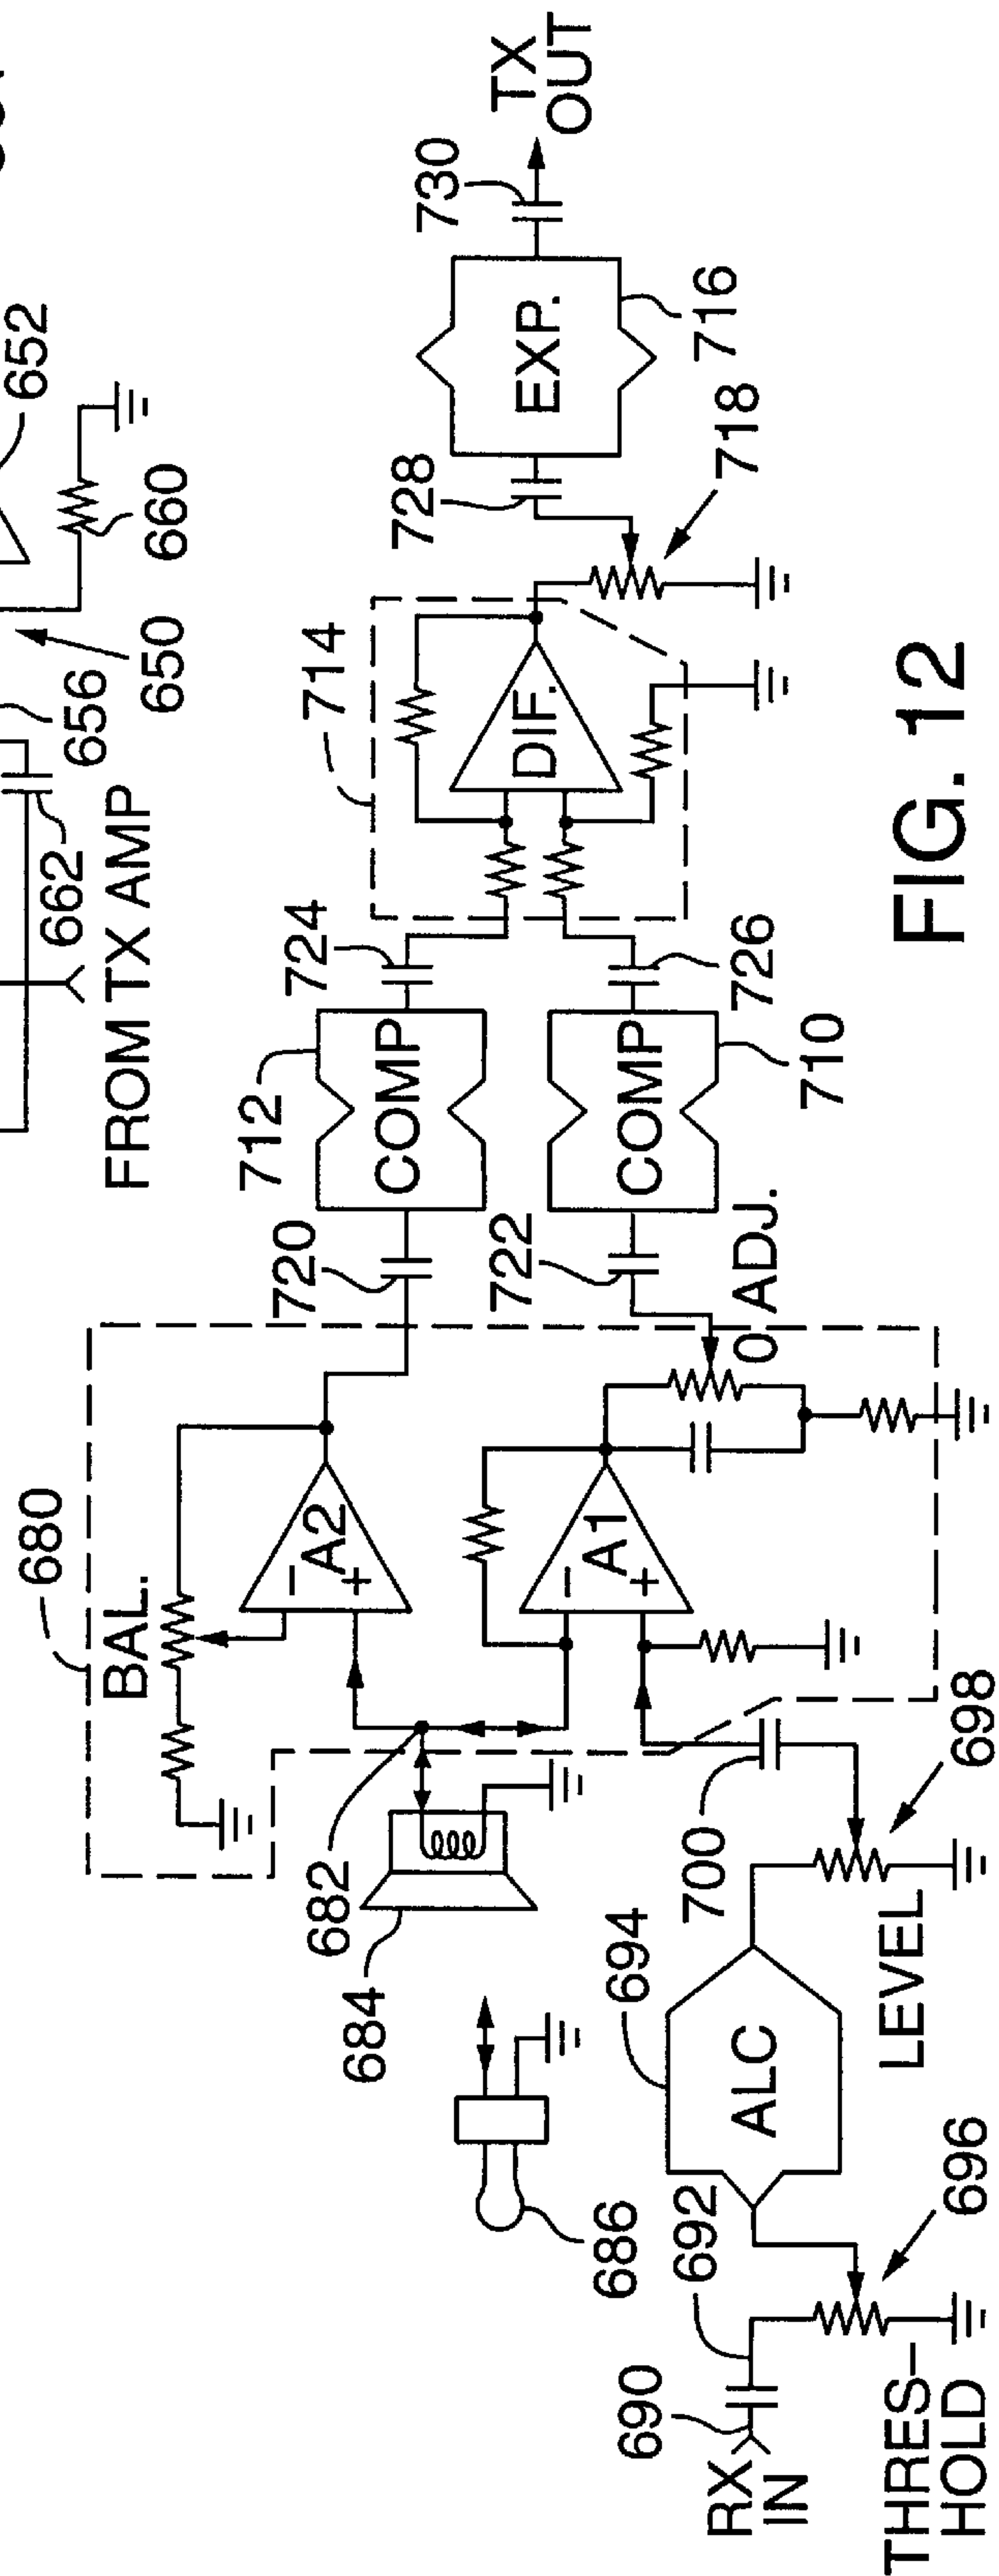 652
660
650
656
662
FROM TX AMP
680
BAL.
A2
−
+
A1
−
+
0 ADJ.
682
684
686
RX
IN
690
692
THRES-
HOLD
696
ALC
694
LEVEL
698
700
720
712
COMP
724
722
COMP
710
726
714
DIF.
718
728
EXP.
716
730
TX
OUT
FIG. 12